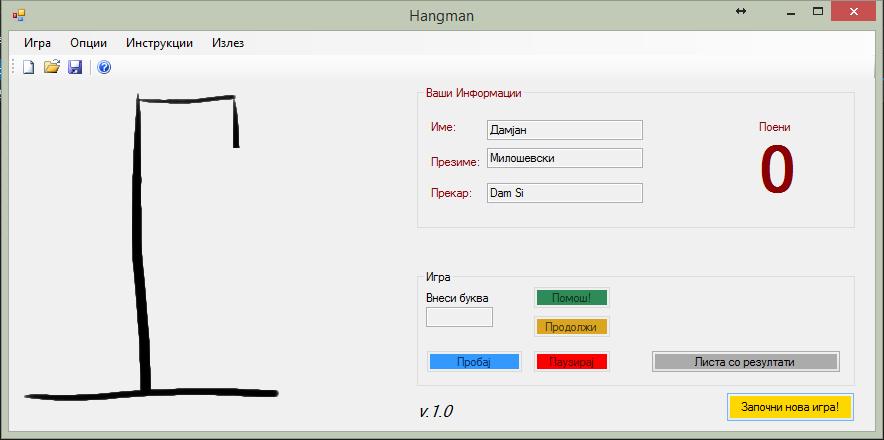 Hangman
Игра Опции Инструкции Излез
Ваши Информации
Име: Дамјан
Презиме: Милошевски
Прекар: Dam Si
Поени
0
Игра
Внеси буква
Помош!
Продолжи
Пробај
Паузирај
Листа со резултати
v.1.0
Започни нова игра!